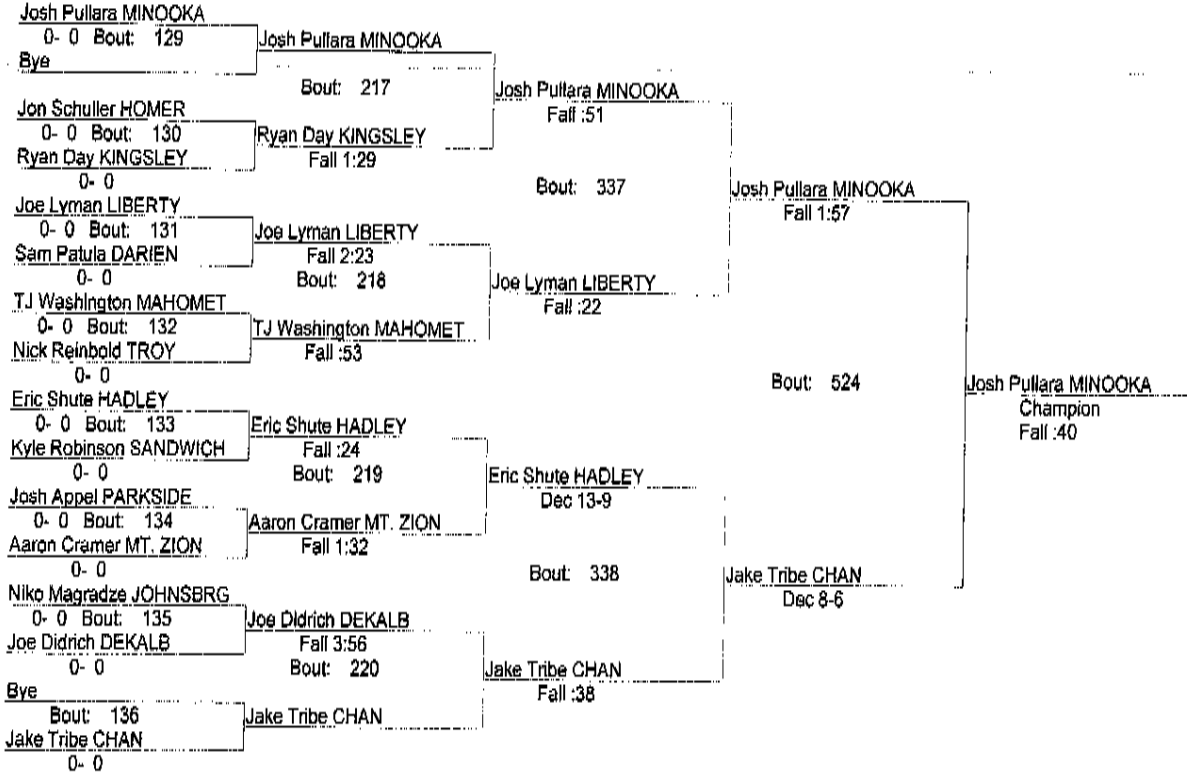 Josh Pullara MINOOKA
0- 0 Bout: 129
Bye
Jon Schuller HOMER
0- 0 Bout: 130
Ryan Day KINGSLEY
0- 0
Joe Lyman LIBERTY
0- 0 Bout: 131
Sam Patula DARIEN
0- 0
TJ Washington MAHOMET
0- 0 Bout: 132
Nick Reinbold TROY
0- 0
Eric Shute HADLEY
0- 0 Bout: 133
Kyle Robinson SANDWICH
0- 0
Josh Appel PARKSIDE
0- 0 Bout: 134
Aaron Cramer MT. ZION
0- 0
Niko Magradze JOHNSBRG
0- 0 Bout: 135
Joe Didrich DEKALB
0- 0
Bye
Bout: 136
Jake Tribe CHAN
0- 0
Josh Pullara MINOOKA
Bout: 217
Ryan Day KINGSLEY
Fall 1:29
Joe Lyman LIBERTY
Fall 2:23
Bout: 218
TJ Washington MAHOMET
Fall :53
Eric Shute HADLEY
Fall :24
Bout: 219
Aaron Cramer MT. ZION
Fall 1:32
Joe Didrich DEKALB
Fall 3:56
Bout: 220
Jake Tribe CHAN
Josh Pullara MINOOKA
Fall :51
Bout: 337
Joe Lyman LIBERTY
Fall :22
Eric Shute HADLEY
Dec 13-9
Bout: 338
Jake Tribe CHAN
Fall :38
Josh Pullara MINOOKA
Fall 1:57
Bout: 524
Jake Tribe CHAN
Dec 8-6
Josh Pullara MINOOKA
Champion
Fall :40